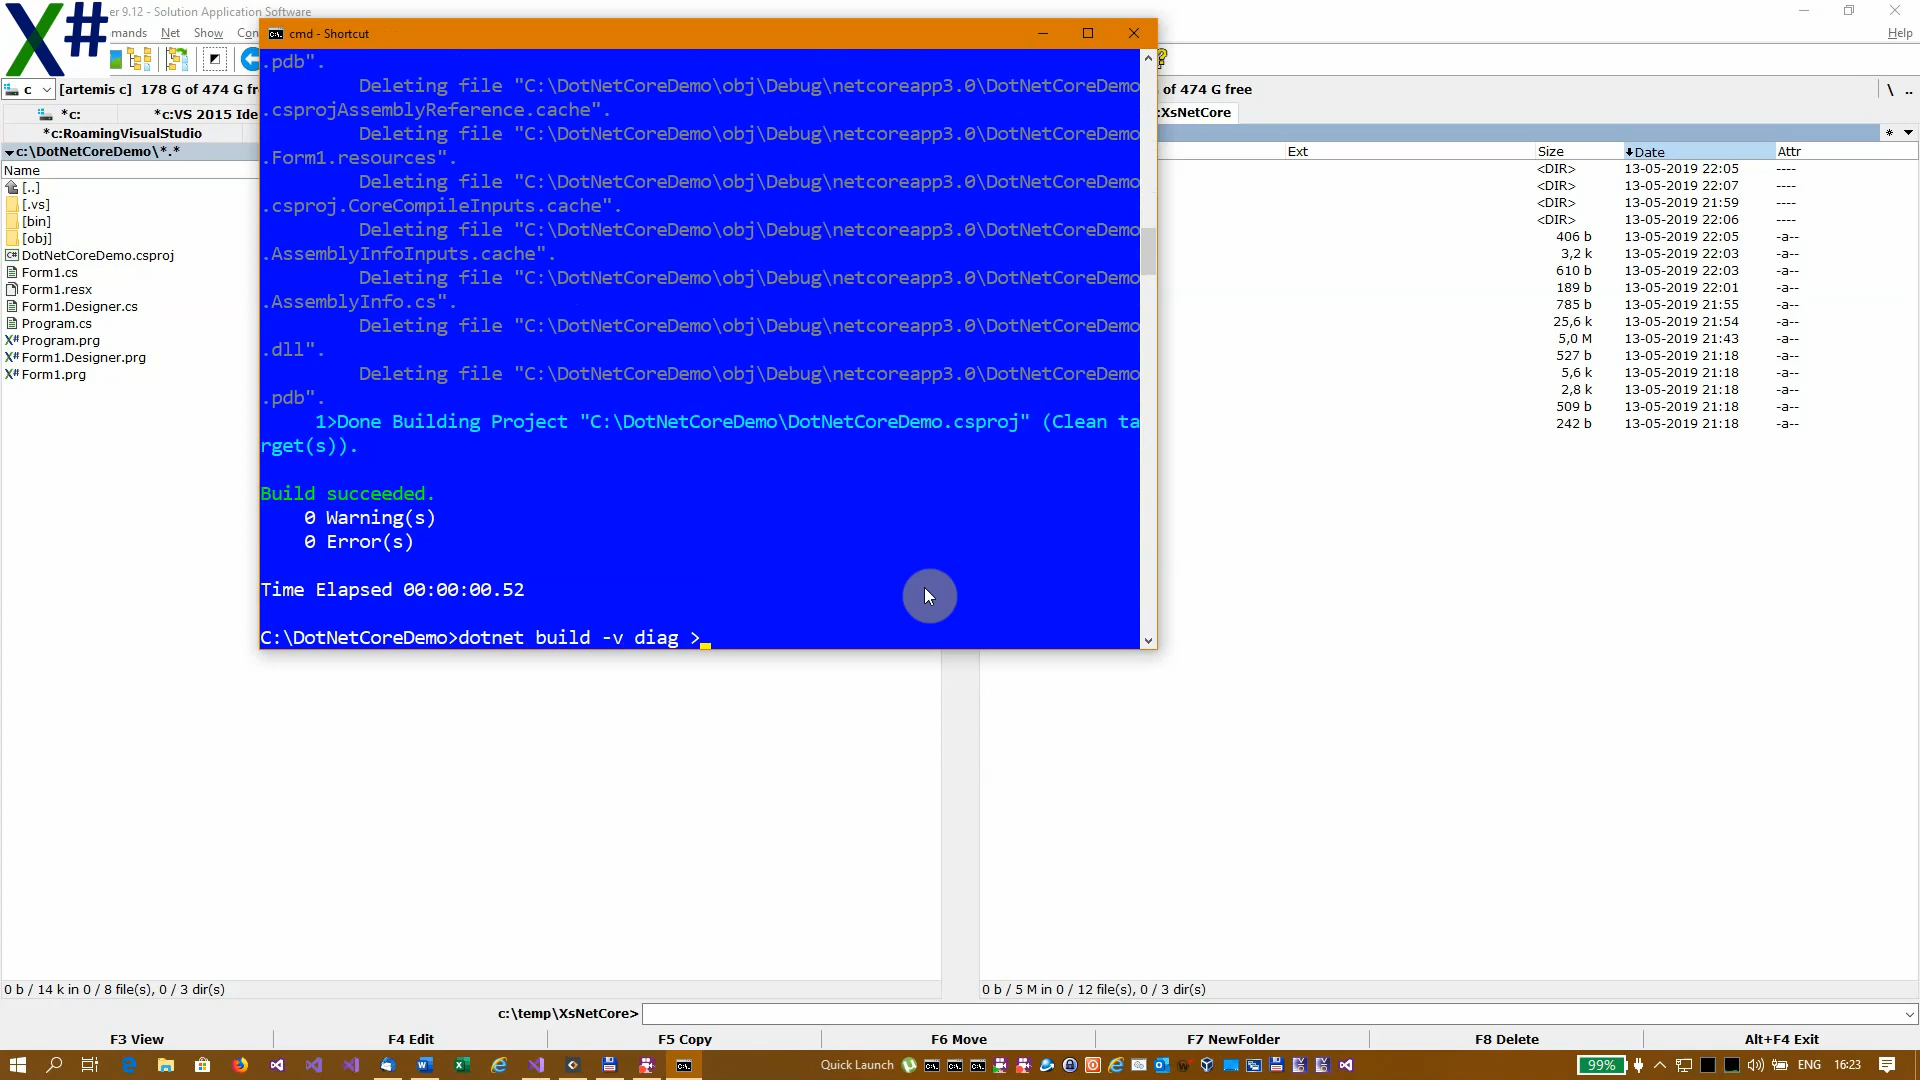 X#
er 9.12 - Solution Application Software
mands Net Show Con
Help
cmd - Shortcut
c [artemis c] 178 G of 474 G fr
*c: *c:VS 2015 Ide
*c:RoamingVisualStudio
c:\DotNetCoreDemo\*.*
Name
[..]
[.vs]
[bin]
[obj]
DotNetCoreDemo.csproj
Form1.cs
Form1.resx
Form1.Designer.cs
Program.cs
Program.prg
Form1.Designer.prg
Form1.prg
.pdb".
Deleting file "C:\DotNetCoreDemo\obj\Debug\netcoreapp3.0\DotNetCoreDemo
.csprojAssemblyReference.cache".
Deleting file "C:\DotNetCoreDemo\obj\Debug\netcoreapp3.0\DotNetCoreDemo
.Form1.resources".
Deleting file "C:\DotNetCoreDemo\obj\Debug\netcoreapp3.0\DotNetCoreDemo
.csproj.CoreCompileInputs.cache".
Deleting file "C:\DotNetCoreDemo\obj\Debug\netcoreapp3.0\DotNetCoreDemo
.AssemblyInfoInputs.cache".
Deleting file "C:\DotNetCoreDemo\obj\Debug\netcoreapp3.0\DotNetCoreDemo
.AssemblyInfo.cs".
Deleting file "C:\DotNetCoreDemo\obj\Debug\netcoreapp3.0\DotNetCoreDemo
.dll".
Deleting file "C:\DotNetCoreDemo\obj\Debug\netcoreapp3.0\DotNetCoreDemo
.pdb".
1>Done Building Project "C:\DotNetCoreDemo\DotNetCoreDemo.csproj" (Clean ta
rget(s)).
Build succeeded.
0 Warning(s)
0 Error(s)
Time Elapsed 00:00:00.52
C:\DotNetCoreDemo>dotnet build -v diag >_
of 474 G free \ ..
:XsNetCore
*
Ext Size Date Attr
<DIR> 13-05-2019 22:05 ----
<DIR> 13-05-2019 22:07 ----
<DIR> 13-05-2019 21:59 ----
<DIR> 13-05-2019 22:06 ----
406 b 13-05-2019 22:05 -a--
3,2 k 13-05-2019 22:03 -a--
610 b 13-05-2019 22:03 -a--
189 b 13-05-2019 22:01 -a--
785 b 13-05-2019 21:55 -a--
25,6 k 13-05-2019 21:54 -a--
5,0 M 13-05-2019 21:43 -a--
527 b 13-05-2019 21:18 -a--
5,6 k 13-05-2019 21:18 -a--
2,8 k 13-05-2019 21:18 -a--
509 b 13-05-2019 21:18 -a--
242 b 13-05-2019 21:18 -a--
0 b / 14 k in 0 / 8 file(s), 0 / 3 dir(s)
0 b / 5 M in 0 / 12 file(s), 0 / 3 dir(s)
c:\temp\XsNetCore>
F3 View F4 Edit F5 Copy F6 Move F7 NewFolder F8 Delete Alt+F4 Exit
Quick Launch 99% ENG 16:23